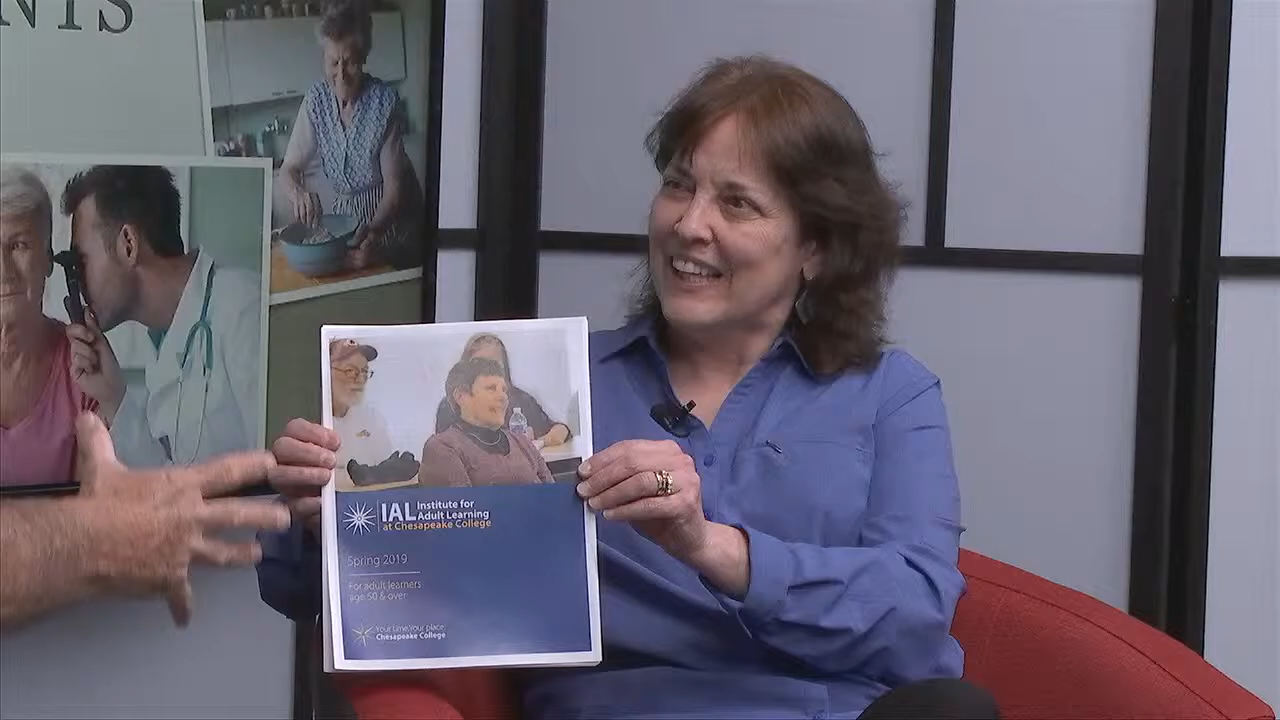 NTS
IAL Institute for
Adult Learning
at Chesapeake College
Spring 2019
For adult learners
age 50 & over
Your time.Your place.
Chesapeake College